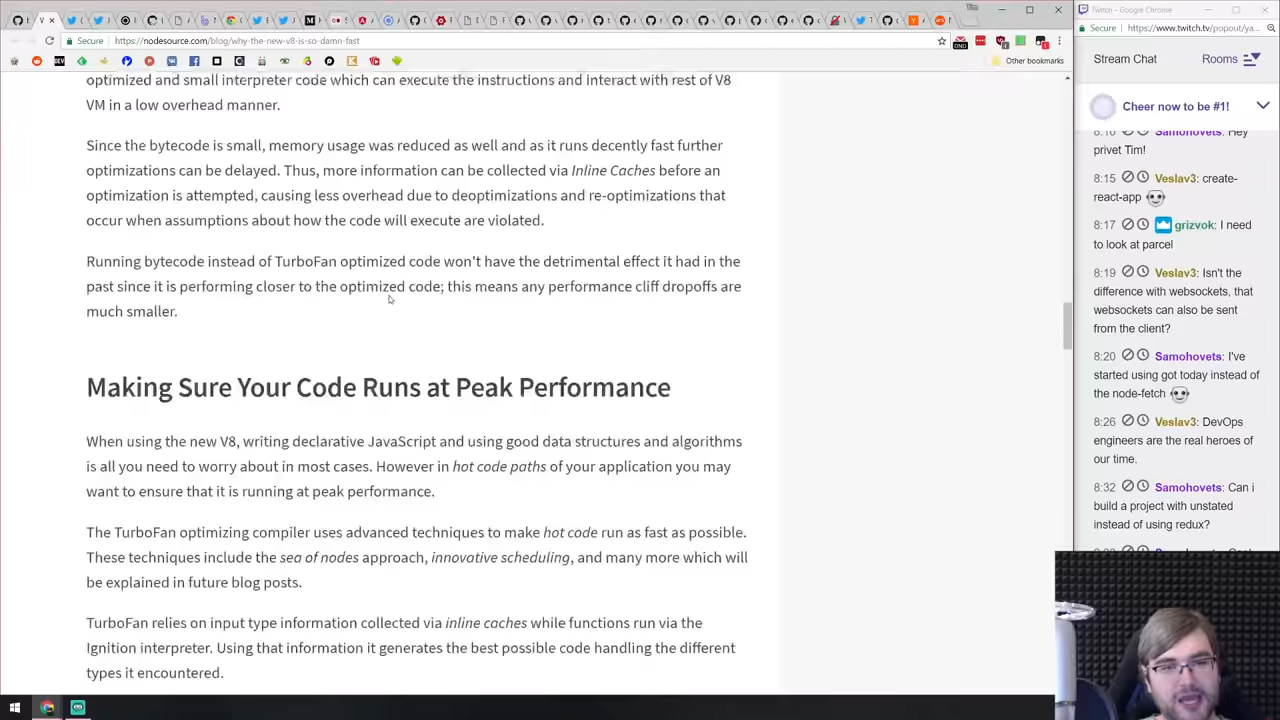 Tim
Secure
https://nodesource.com/blog/why-the-new-v8-is-so-damn-fast
Other bookmarks
optimized and small interpreter code which can execute the instructions and interact with rest of V8
VM in a low overhead manner.
Since the bytecode is small, memory usage was reduced as well and as it runs decently fast further
optimizations can be delayed. Thus, more information can be collected via Inline Caches before an
optimization is attempted, causing less overhead due to deoptimizations and re-optimizations that
occur when assumptions about how the code will execute are violated.
Running bytecode instead of TurboFan optimized code won't have the detrimental effect it had in the
past since it is performing closer to the optimized code; this means any performance cliff dropoffs are
much smaller.
Making Sure Your Code Runs at Peak Performance
When using the new V8, writing declarative JavaScript and using good data structures and algorithms
is all you need to worry about in most cases. However in hot code paths of your application you may
want to ensure that it is running at peak performance.
The TurboFan optimizing compiler uses advanced techniques to make hot code run as fast as possible.
These techniques include the sea of nodes approach, innovative scheduling, and many more which will
be explained in future blog posts.
TurboFan relies on input type information collected via inline caches while functions run via the
Ignition interpreter. Using that information it generates the best possible code handling the different
types it encountered.
Twitch - Google Chrome
Secure
https://www.twitch.tv/popout/ya...
Stream Chat
Rooms
Cheer now to be #1!
8:16 Samohovets: Hey
privet Tim!
8:15 Veslav3: create-
react-app
8:17 grizvok: I need
to look at parcel
8:19 Veslav3: Isn't the
difference with websockets, that
websockets can also be sent
from the client?
8:20 Samohovets: I've
started using got today instead of
the node-fetch
8:26 Veslav3: DevOps
engineers are the real heroes of
our time.
8:32 Samohovets: Can i
build a project with unstated
instead of using redux?